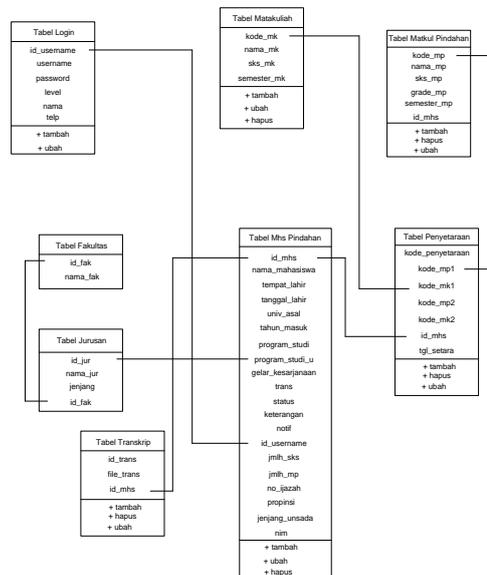 Tabel Login
id_username
username
password
level
nama
telp
+ tambah
+ ubah
Tabel Matakuliah
kode_mk
nama_mk
sks_mk
semester_mk
+ tambah
+ ubah
+ hapus
Tabel Matkul Pindahan
kode_mp
nama_mp
sks_mp
grade_mp
semester_mp
id_mhs
+ tambah
+ hapus
+ ubah
Tabel Fakultas
id_fak
nama_fak
Tabel Jurusan
id_jur
nama_jur
jenjang
id_fak
Tabel Transkrip
id_trans
file_trans
id_mhs
+ tambah
+ hapus
+ ubah
Tabel Mhs Pindahan
id_mhs
nama_mahasiswa
tempat_lahir
tanggal_lahir
univ_asal
tahun_masuk
program_studi
program_studi_u
gelar_kesarjanaan
trans
status
keterangan
notif
id_username
jmlh_sks
jmlh_mp
no_ijazah
propinsi
jenjang_unsada
nim
+ tambah
+ ubah
+ hapus
Tabel Penyetaraan
kode_penyetaraan
kode_mp1
kode_mk1
kode_mp2
kode_mk2
id_mhs
tgl_setara
+ tambah
+ hapus
+ ubah